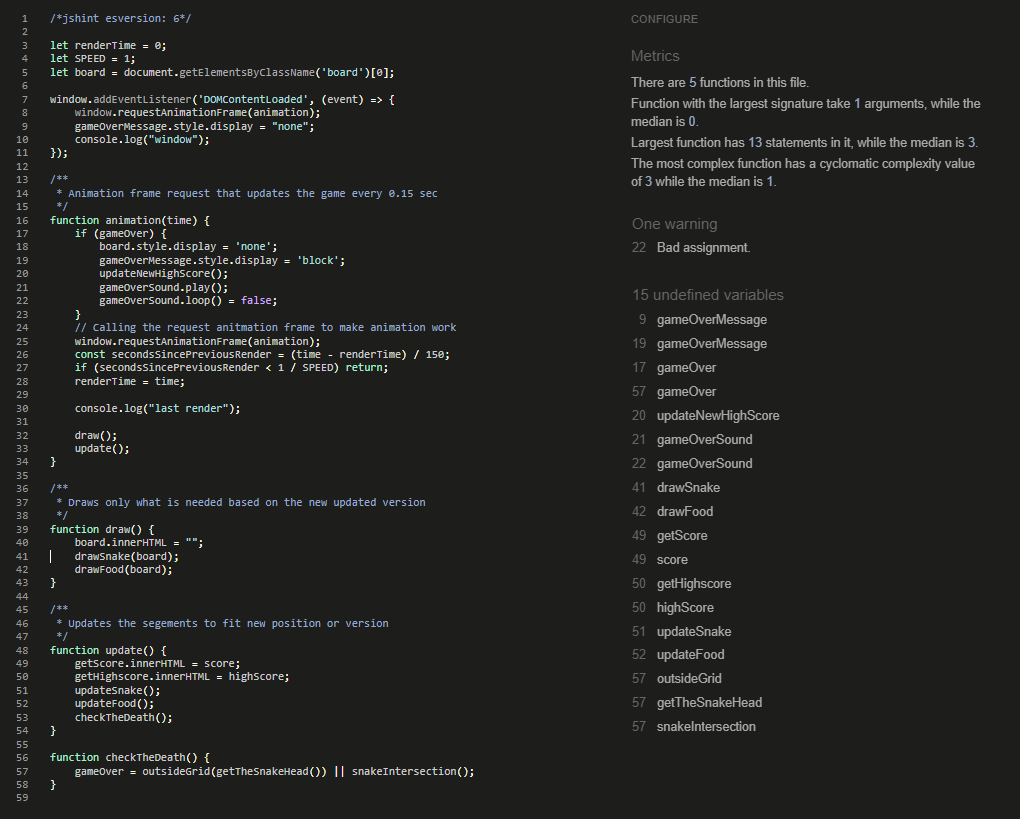 1 /*jshint esversion: 6*/
2
3 let renderTime = 0;
4 let SPEED = 1;
5 let board = document.getElementsByClassName('board')[0];
6
7 window.addEventListener('DOMContentLoaded', (event) => {
8     window.requestAnimationFrame(animation);
9     gameOverMessage.style.display = "none";
10     console.log("window");
11 });
12
13 /**
14  * Animation frame request that updates the game every 0.15 sec
15  */
16 function animation(time) {
17     if (gameOver) {
18         board.style.display = 'none';
19         gameOverMessage.style.display = 'block';
20         updateNewHighScore();
21         gameOverSound.play();
22         gameOverSound.loop() = false;
23     }
24     // Calling the request anitmation frame to make animation work
25     window.requestAnimationFrame(animation);
26     const secondsSincePreviousRender = (time - renderTime) / 150;
27     if (secondsSincePreviousRender < 1 / SPEED) return;
28     renderTime = time;
29
30     console.log("last render");
31
32     draw();
33     update();
34 }
35
36 /**
37  * Draws only what is needed based on the new updated version
38  */
39 function draw() {
40     board.innerHTML = "";
41     drawSnake(board);
42     drawFood(board);
43 }
44
45 /**
46  * Updates the segements to fit new position or version
47  */
48 function update() {
49     getScore.innerHTML = score;
50     getHighscore.innerHTML = highScore;
51     updateSnake();
52     updateFood();
53     checkTheDeath();
54 }
55
56 function checkTheDeath() {
57     gameOver = outsideGrid(getTheSnakeHead()) || snakeIntersection();
58 }
59
CONFIGURE
Metrics
There are 5 functions in this file.
Function with the largest signature take 1 arguments, while the
median is 0.
Largest function has 13 statements in it, while the median is 3.
The most complex function has a cyclomatic complexity value
of 3 while the median is 1.
One warning
22 Bad assignment.
15 undefined variables
9 gameOverMessage
19 gameOverMessage
17 gameOver
57 gameOver
20 updateNewHighScore
21 gameOverSound
22 gameOverSound
41 drawSnake
42 drawFood
49 getScore
49 score
50 getHighscore
50 highScore
51 updateSnake
52 updateFood
57 outsideGrid
57 getTheSnakeHead
57 snakeIntersection